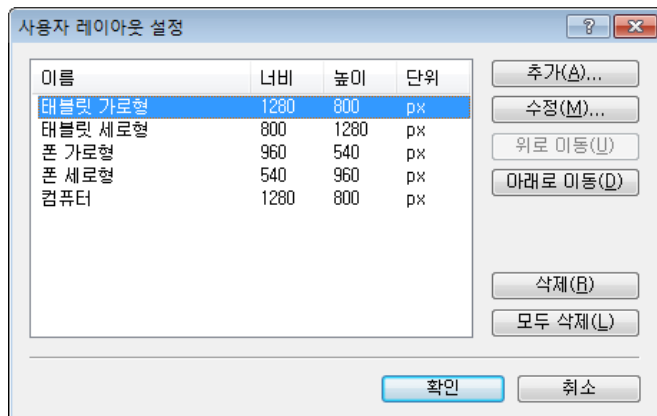 사용자 레이아웃 설정
이름 너비 높이 단위
태블릿 가로형 1280 800 px
태블릿 세로형 800 1280 px
폰 가로형 960 540 px
폰 세로형 540 960 px
컴퓨터 1280 800 px
추가(A)...
수정(M)...
위로 이동(U)
아래로 이동(D)
삭제(R)
모두 삭제(L)
확인 취소